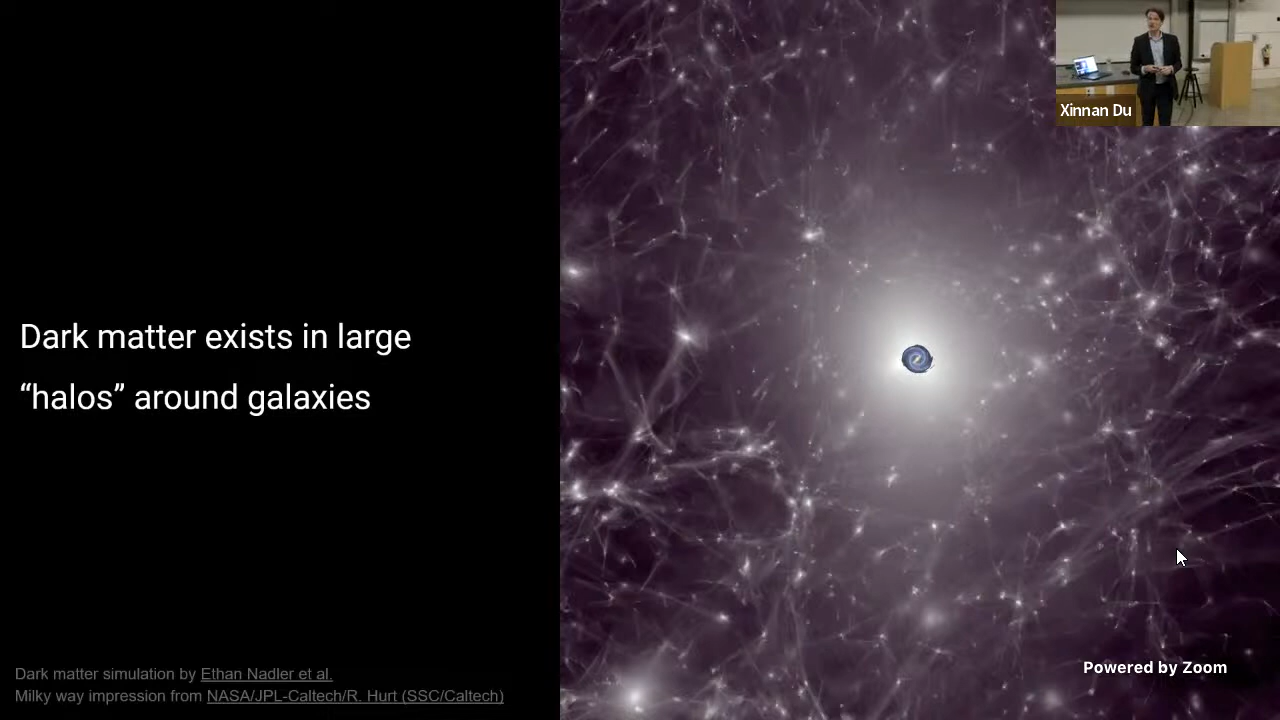 Xinnan Du
Dark matter exists in large
“halos” around galaxies
Dark matter simulation by Ethan Nadler et al.
Milky way impression from NASA/JPL-Caltech/R. Hurt (SSC/Caltech)
Powered by Zoom